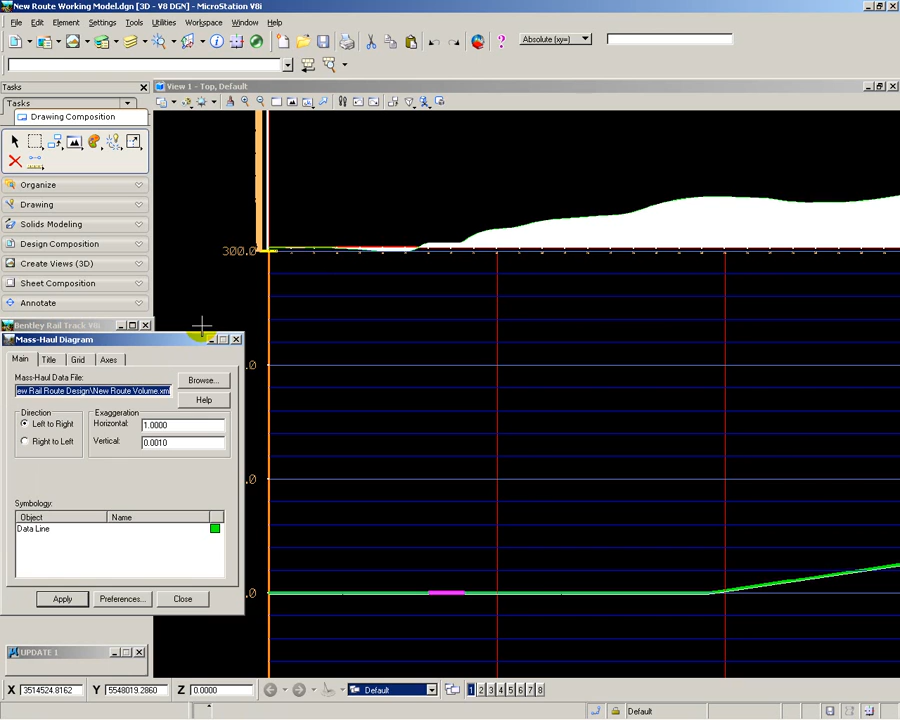 New Route Working Model.dgn [3D - V8 DGN] - MicroStation V8i
File Edit Element Settings Tools Utilities Workspace Window Help
Absolute (xy=)
Tasks
View 1 - Top, Default
Tasks
Drawing Composition
Organize
Drawing
Solids Modeling
Design Composition
Create Views (3D)
Sheet Composition
Annotate
300.0
Bentley Rail Track V8i
Mass-Haul Diagram
Main Title Grid Axes
Mass-Haul Data File:
ew Rail Route Design\New Route Volume.xml
Browse...
Help
Direction
Left to Right
Right to Left
Exaggeration
Horizontal: 1.0000
Vertical: 0.0010
.0
.0
.0
Symbology:
Object Name
Data Line
Apply Preferences... Close
UPDATE 1
X 3514524.8162 Y 5548019.2860 Z 0.0000 Default 1 2 3 4 5 6 7 8
Default